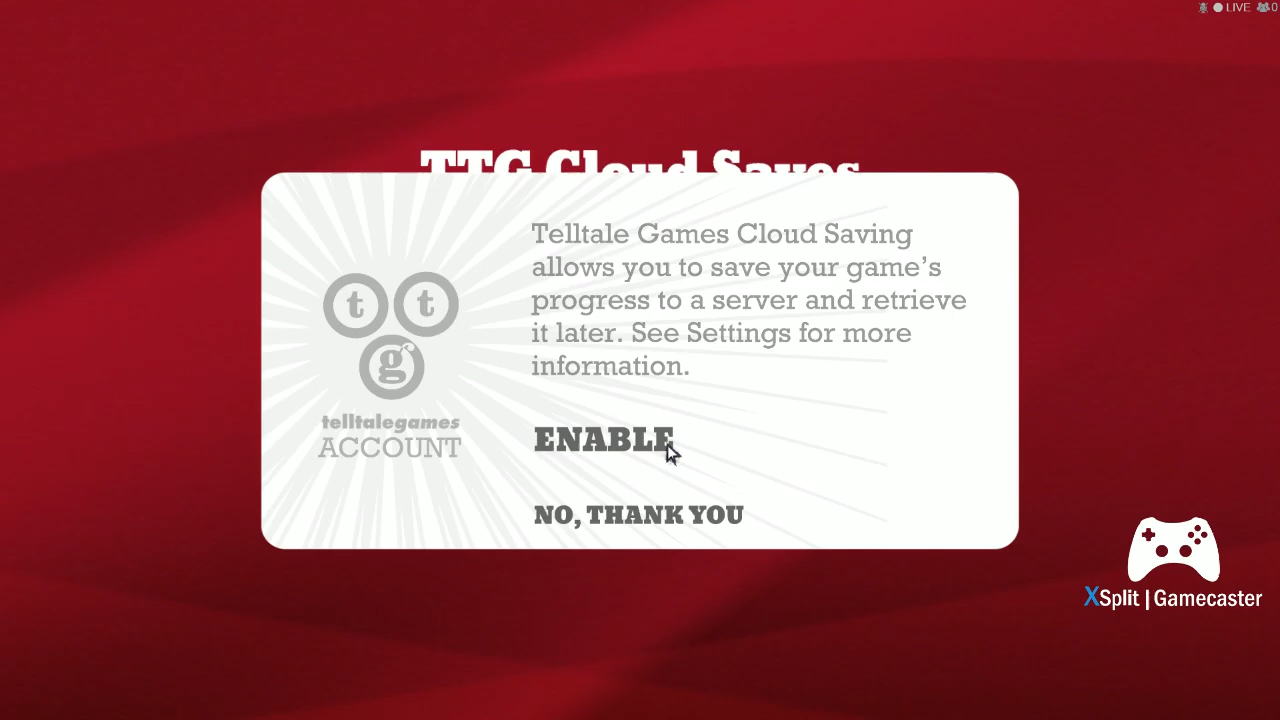 LIVE 0
TTG Cloud Saves
Telltale Games Cloud Saving
allows you to save your game's
progress to a server and retrieve
it later. See Settings for more
information.
t t
g
telltalegames
ACCOUNT
ENABLE
NO, THANK YOU
XSplit | Gamecaster